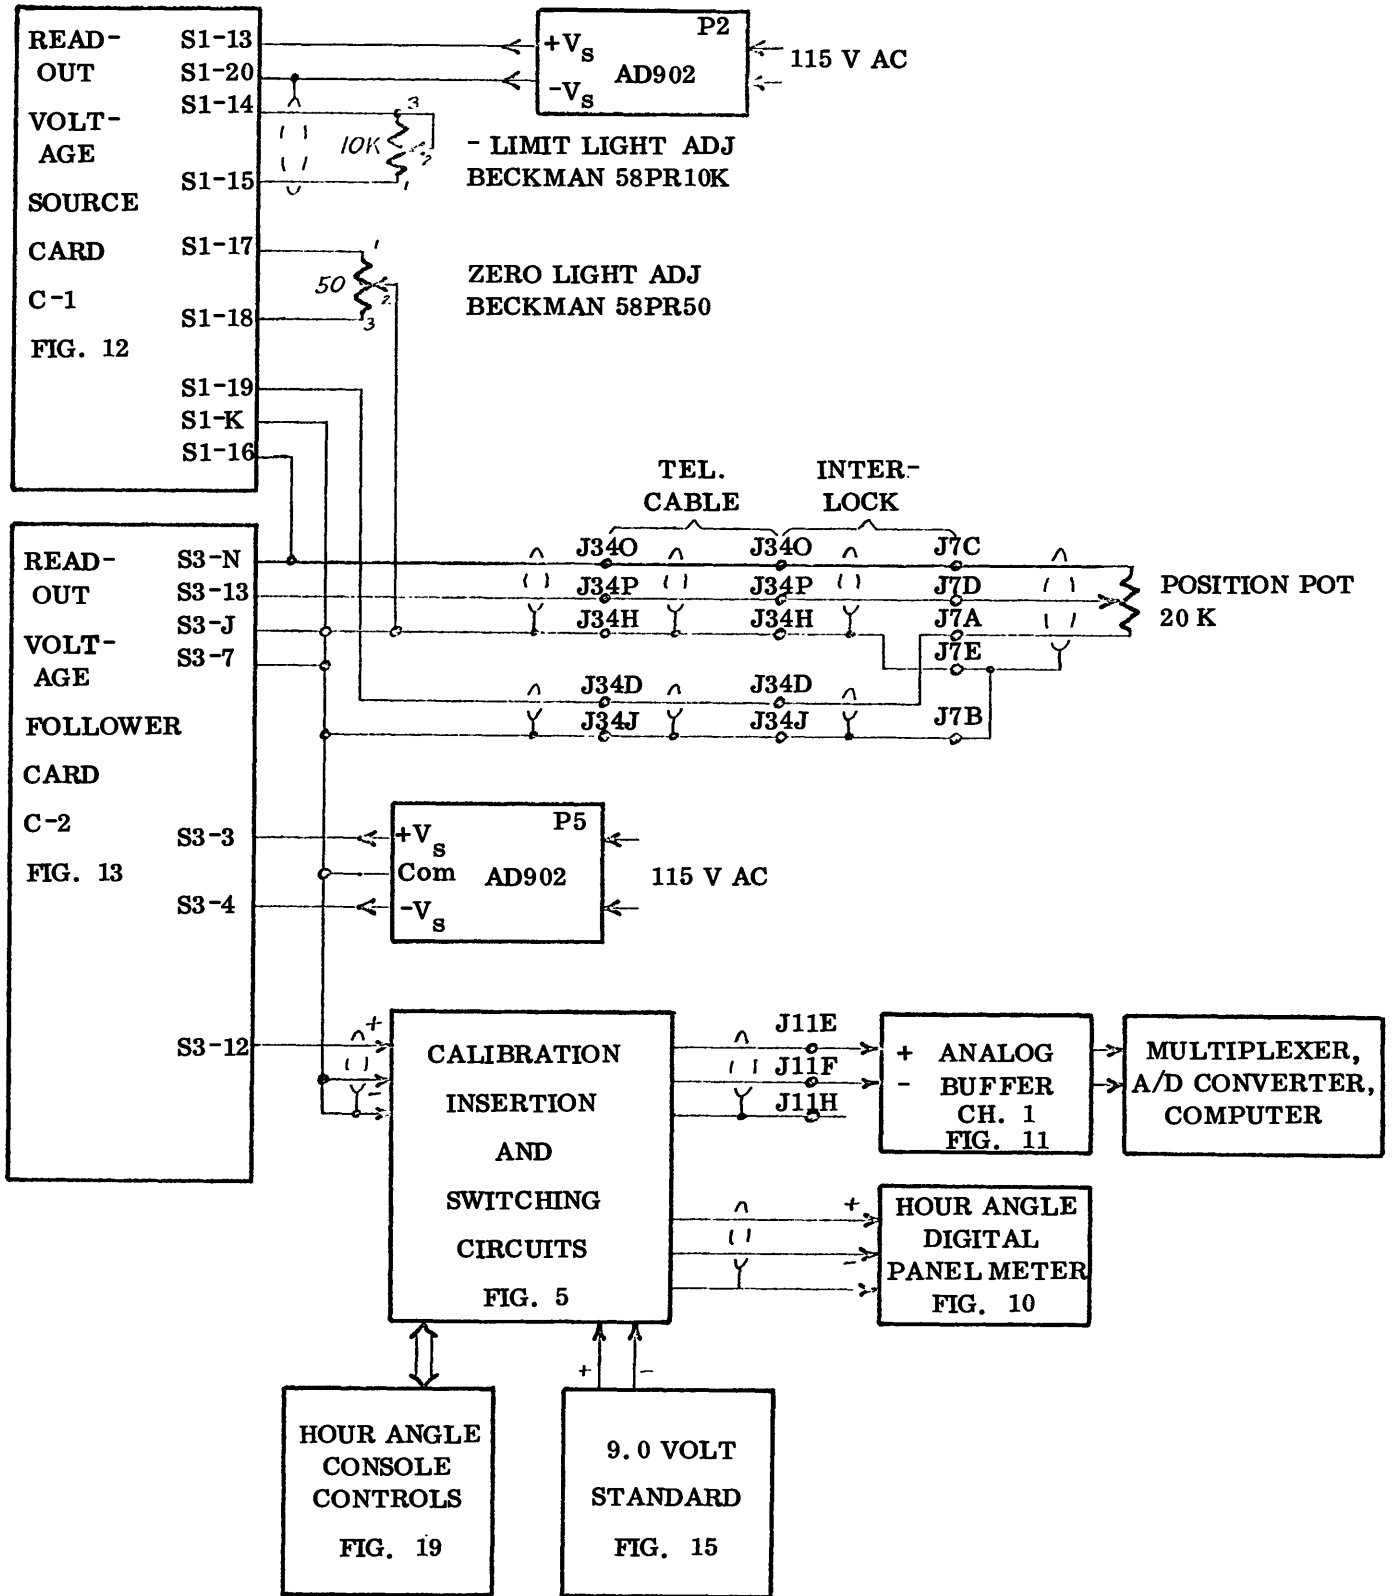 READ-
OUT
VOLT-
AGE
SOURCE
CARD
C-1
FIG. 12
S1-13
S1-20
S1-14
S1-15
S1-17
S1-18
S1-19
S1-K
S1-16
+Vs
P2
AD902
-Vs
115 V AC
3
10K
2
1
- LIMIT LIGHT ADJ
BECKMAN 58PR10K
1
50
2
3
ZERO LIGHT ADJ
BECKMAN 58PR50
TEL.
CABLE
INTER-
LOCK
READ-
OUT
VOLT-
AGE
FOLLOWER
CARD
C-2
FIG. 13
S3-N
S3-13
S3-J
S3-7
S3-3
S3-4
S3-12
J34O
J34O
J7C
J34P
J34P
J7D
J34H
J34H
J7A
J7E
J34D
J34D
J34J
J34J
J7B
POSITION POT
20 K
P5
+Vs
Com
AD902
-Vs
115 V AC
+
-
CALIBRATION
INSERTION
AND
SWITCHING
CIRCUITS
FIG. 5
J11E
J11F
J11H
+ ANALOG
- BUFFER
CH. 1
FIG. 11
MULTIPLEXER,
A/D CONVERTER,
COMPUTER
+
-
HOUR ANGLE
DIGITAL
PANEL METER
FIG. 10
+
-
HOUR ANGLE
CONSOLE
CONTROLS
FIG. 19
9.0 VOLT
STANDARD
FIG. 15